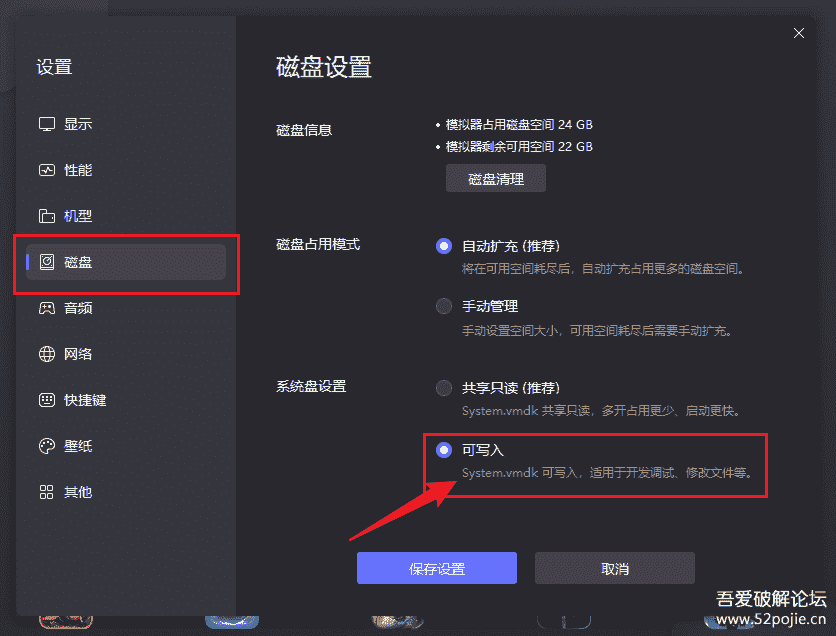 设置
显示
性能
机型
磁盘
音频
网络
快捷键
壁纸
其他
磁盘设置
磁盘信息
• 模拟器占用磁盘空间 24 GB
• 模拟器剩余可用空间 22 GB
磁盘清理
磁盘占用模式
自动扩充 (推荐)
将在可用空间耗尽后，自动扩充占用更多的磁盘空间。
手动管理
手动设置空间大小，可用空间耗尽后需要手动扩充。
系统盘设置
共享只读 (推荐)
System.vmdk 共享只读，多开占用更少、启动更快。
可写入
System.vmdk 可写入，适用于开发调试、修改文件等。
保存设置
取消
吾爱破解论坛
www.52pojie.cn